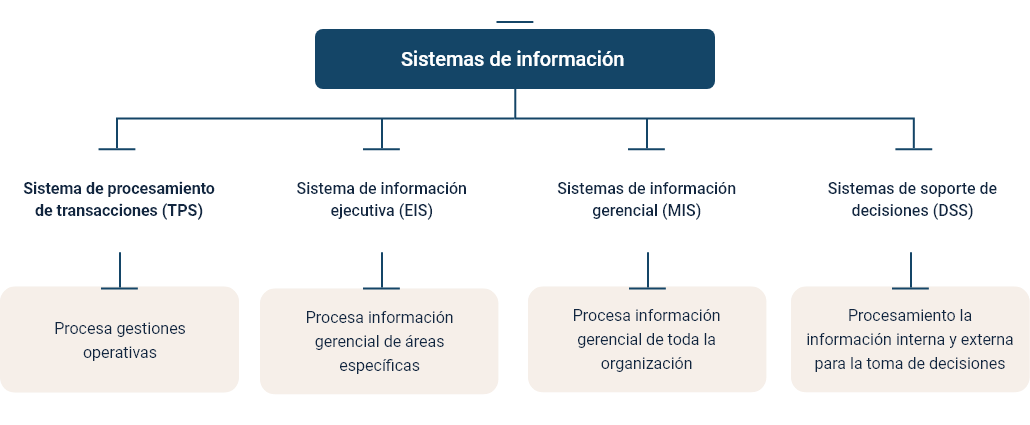 Sistemas de información
Sistema de procesamiento
de transacciones (TPS)
Sistema de información
ejecutiva (EIS)
Sistemas de información
gerencial (MIS)
Sistemas de soporte de
decisiones (DSS)
Procesa gestiones
operativas
Procesa información
gerencial de áreas
específicas
Procesa información
gerencial de toda la
organización
Procesamiento la
información interna y externa
para la toma de decisiones